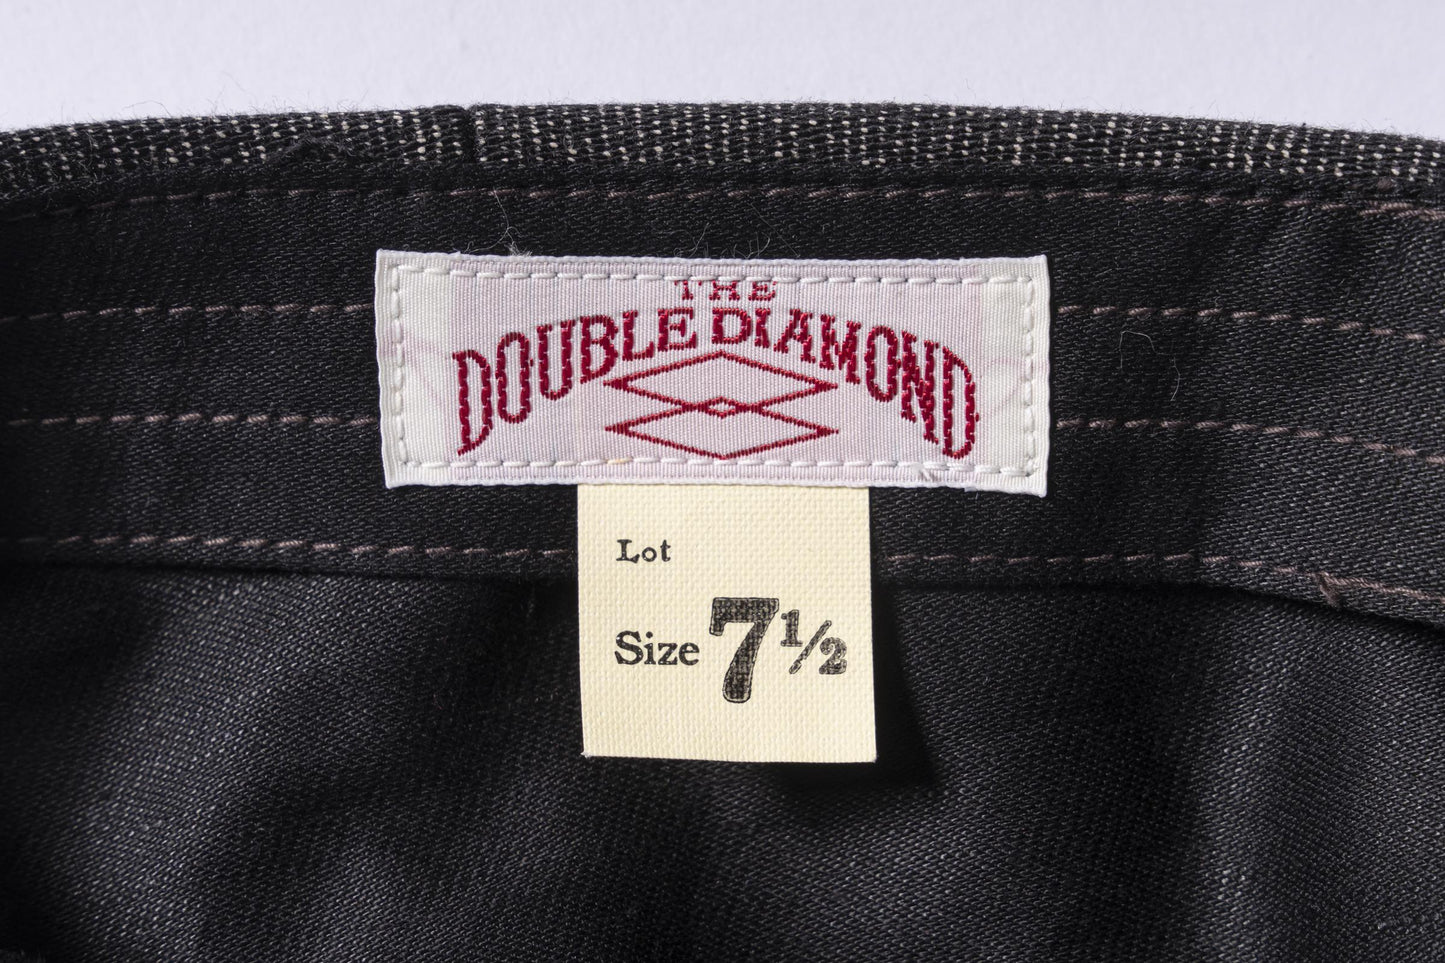 THE
DOUBLE DIAMOND
Lot
Size 7½